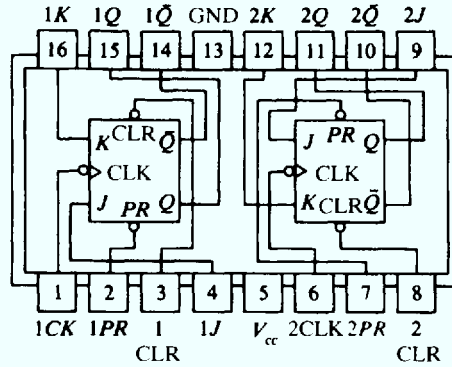 1K 1Q 1Q̄ GND 2K 2Q 2Q̄ 2J
16 15 14 13 12 11 10 9
K CLR Q̄ J PR Q
CLK CLK
J PR Q K CLR Q̄
1 2 3 4 5 6 7 8
1CK 1PR 1 1J Vcc 2CLK 2PR 2
CLR CLR